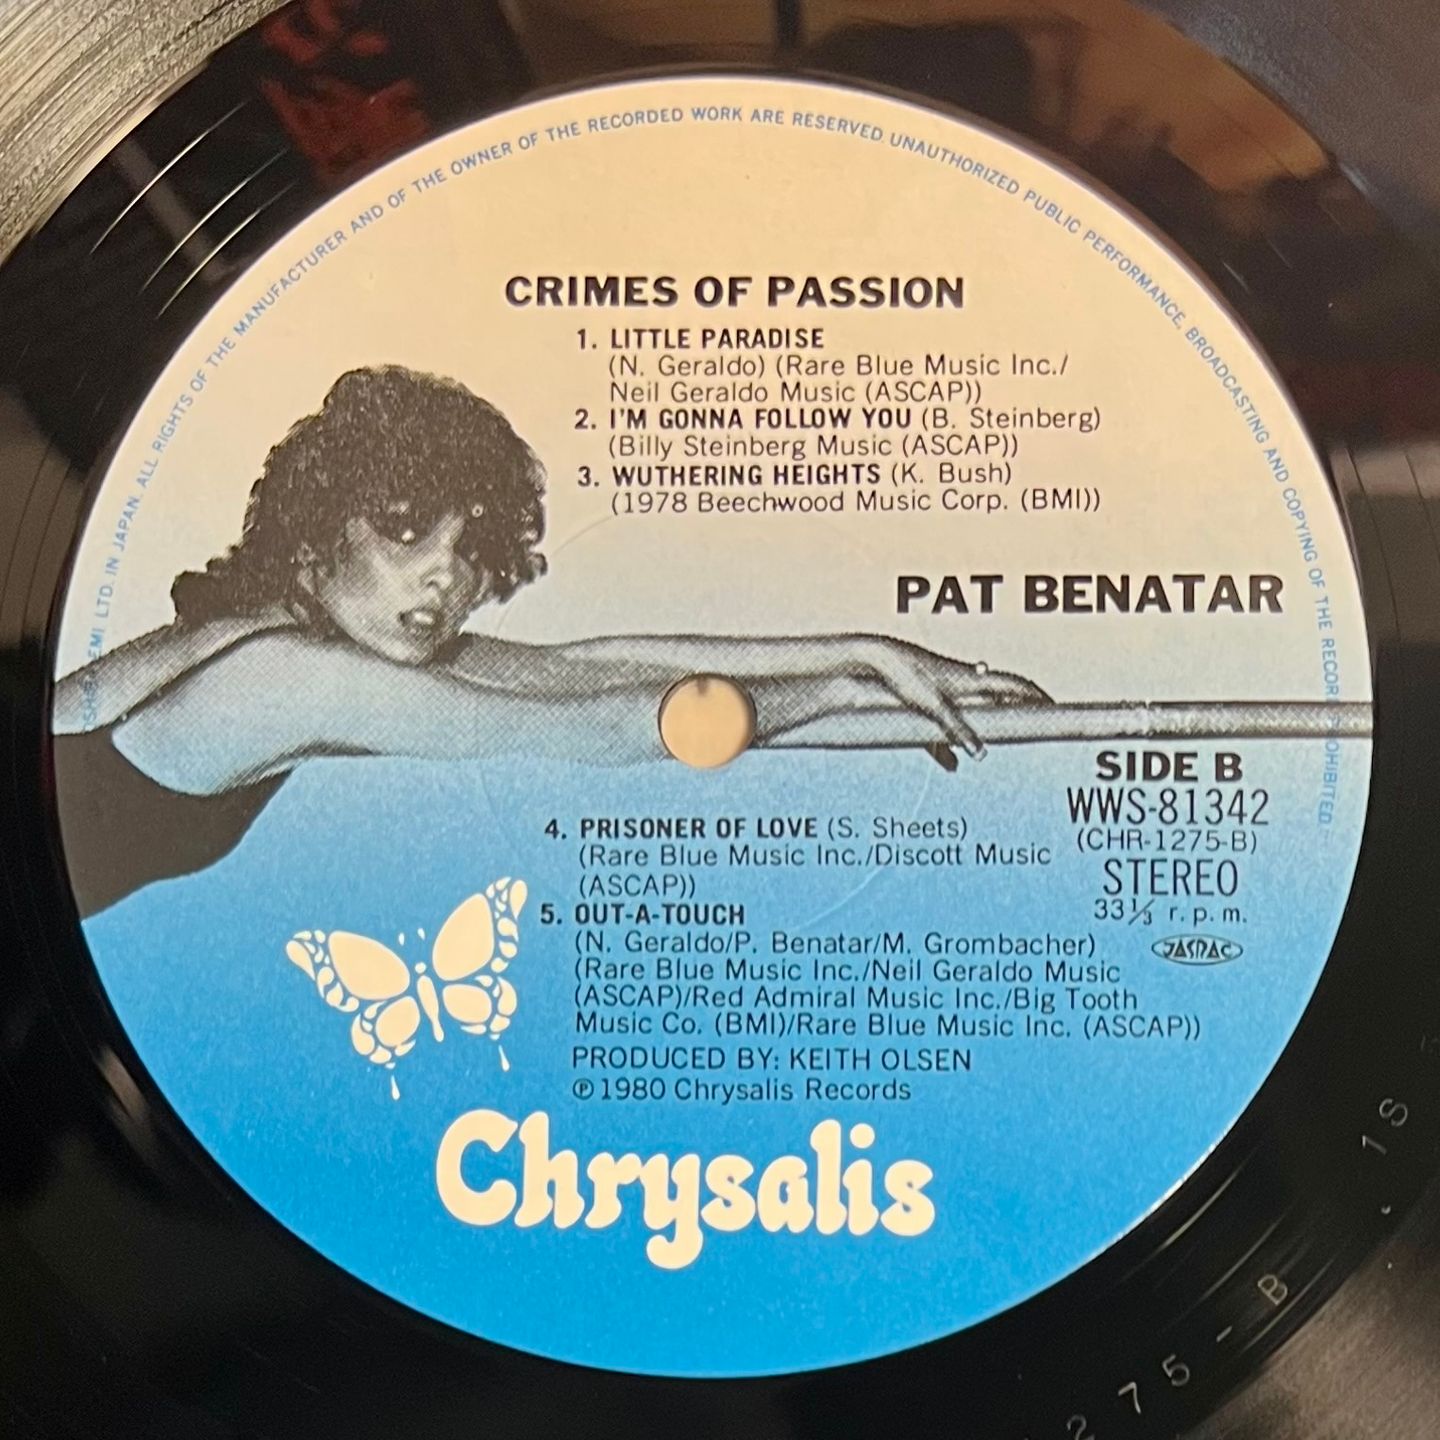 TOSHIBA EMI LTD. IN JAPAN. ALL RIGHTS OF THE MANUFACTURER AND OF THE OWNER OF THE RECORDED WORK ARE RESERVED. UNAUTHORIZED PUBLIC PERFORMANCE, BROADCASTING AND COPYING OF THE RECORD PROHIBITED
CRIMES OF PASSION
1. LITTLE PARADISE
(N. Geraldo) (Rare Blue Music Inc./
Neil Geraldo Music (ASCAP))
2. I'M GONNA FOLLOW YOU (B. Steinberg)
(Billy Steinberg Music (ASCAP))
3. WUTHERING HEIGHTS (K. Bush)
(1978 Beechwood Music Corp. (BMI))
PAT BENATAR
SIDE B
WWS-81342
(CHR-1275-B)
STEREO
33⅓ r.p.m.
JASRAC
4. PRISONER OF LOVE (S. Sheets)
(Rare Blue Music Inc./Discott Music
(ASCAP))
5. OUT-A-TOUCH
(N. Geraldo/P. Benatar/M. Grombacher)
(Rare Blue Music Inc./Neil Geraldo Music
(ASCAP)/Red Admiral Music Inc./Big Tooth
Music Co. (BMI)/Rare Blue Music Inc. (ASCAP))
PRODUCED BY: KEITH OLSEN
℗1980 Chrysalis Records
Chrysalis
275-B. 1S